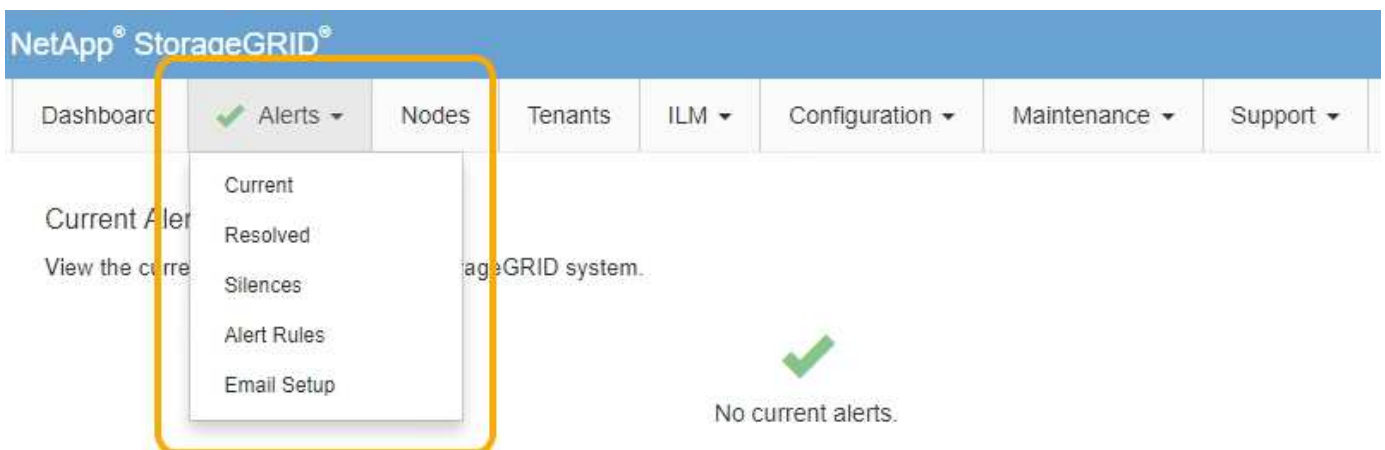 NetApp® StorageGRID®
Dashboard Alerts Nodes Tenants ILM Configuration Maintenance Support
Current
Current Aler
Resolved
View the curre ageGRID system.
Silences
Alert Rules
Email Setup
No current alerts.